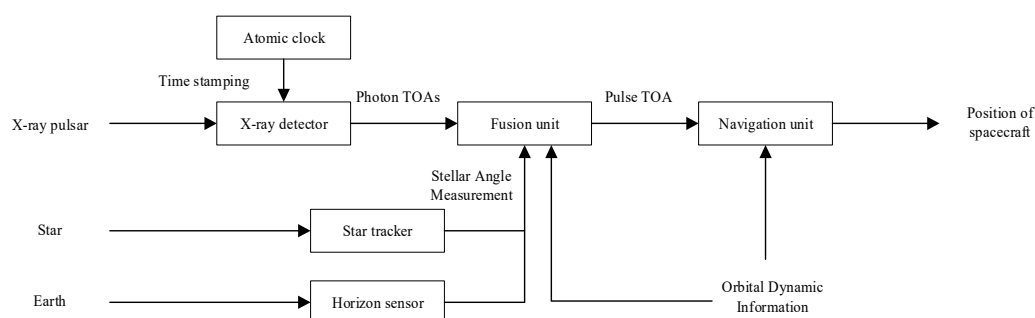 Atomic clock
Time stamping
Photon TOAs
Pulse TOA
X-ray pulsar
X-ray detector
Fusion unit
Navigation unit
Position of
spacecraft
Stellar Angle
Measurement
Star
Star tracker
Earth
Horizon sensor
Orbital Dynamic
Information